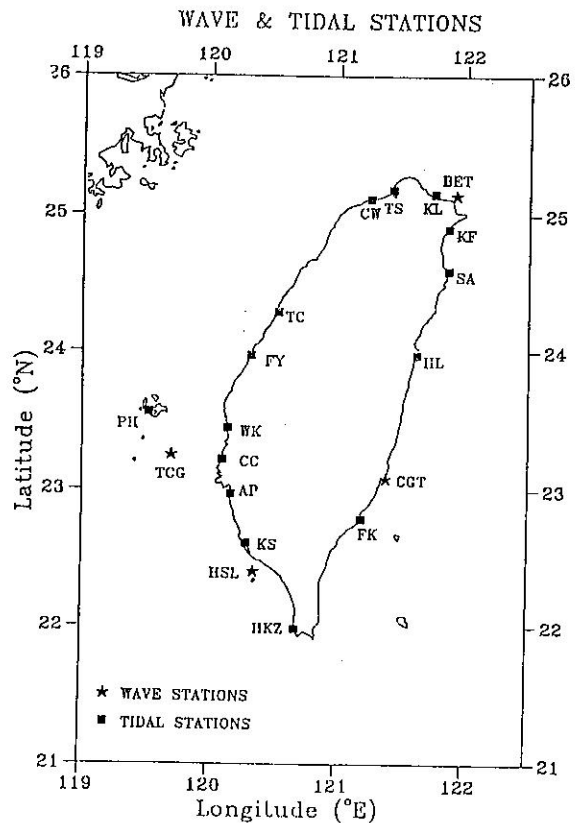 WAVE & TIDAL STATIONS
119 120 121 122
26 26
BET
TS KL
CW
25 25
KF
SA
TC
24 24
FY HL
PH
WK
CC
TCG
CGT
AP
23 23
FK
KS
HSL
HKZ
22 22
WAVE STATIONS
TIDAL STATIONS
21 21
119 120 121 122
Longitude (°E)
Latitude (°N)